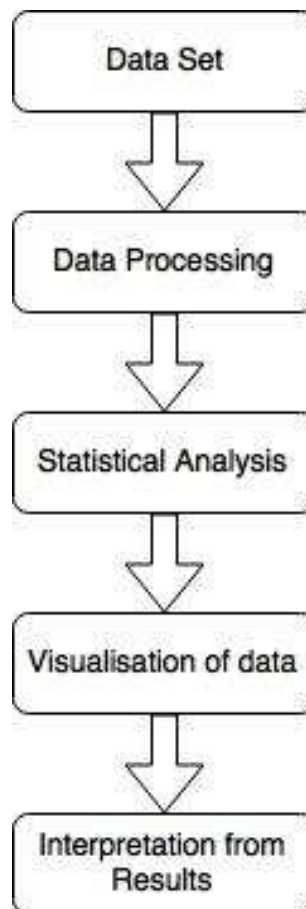 Data Set
Data Processing
Statistical Analysis
Visualisation of data
Interpretation from
Results